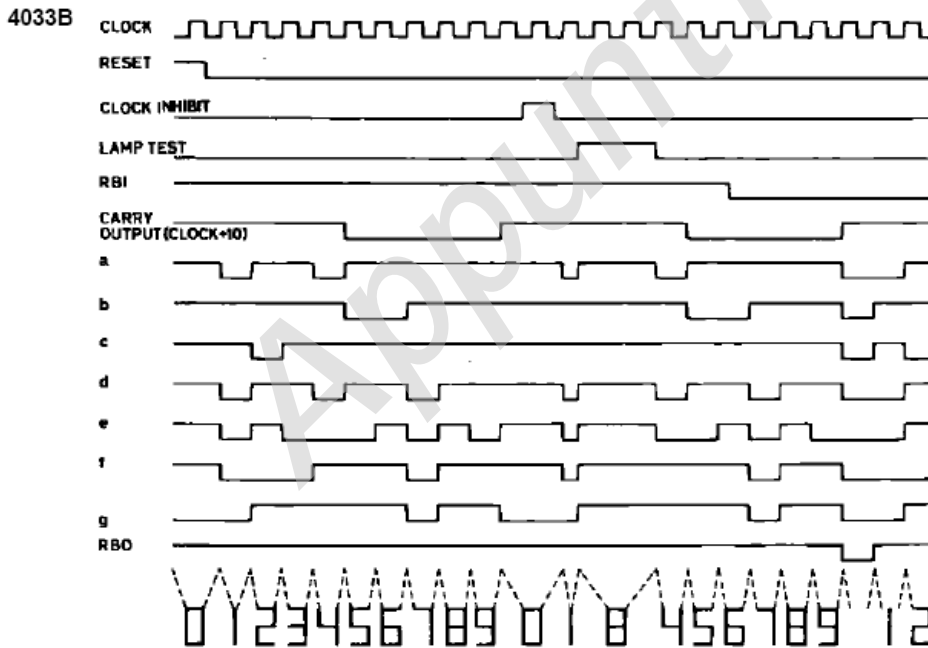 4033B
CLOCK
RESET
CLOCK INHIBIT
LAMP TEST
RBI
CARRY
OUTPUT(CLOCK÷10)
a
b
c
d
e
f
g
RBO
0 1 2 3 4 5 6 7 8 9 0 1 8 4 5 6 7 8 9 1 2